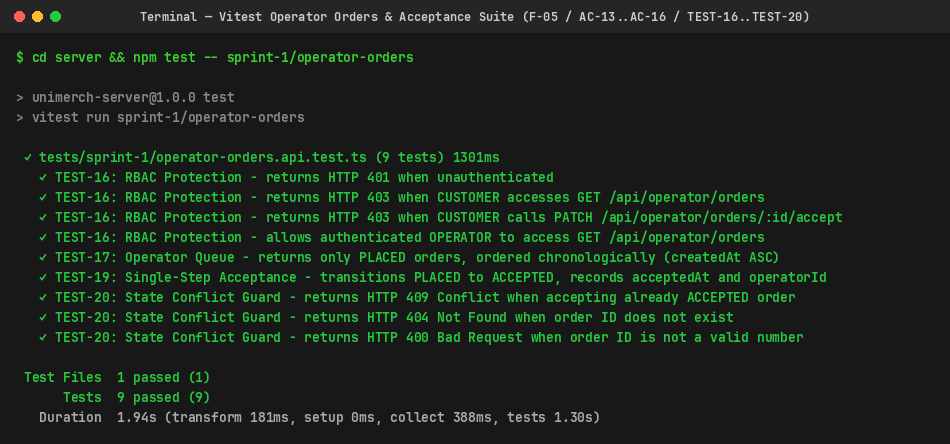 Terminal — Vitest Operator Orders & Acceptance Suite (F-05 / AC-13..AC-16 / TEST-16..TEST-20)
$ cd server && npm test -- sprint-1/operator-orders
> unimerch-server@1.0.0 test
> vitest run sprint-1/operator-orders
✓ tests/sprint-1/operator-orders.api.test.ts (9 tests) 1301ms
✓ TEST-16: RBAC Protection - returns HTTP 401 when unauthenticated
✓ TEST-16: RBAC Protection - returns HTTP 403 when CUSTOMER accesses GET /api/operator/orders
✓ TEST-16: RBAC Protection - returns HTTP 403 when CUSTOMER calls PATCH /api/operator/orders/:id/accept
✓ TEST-16: RBAC Protection - allows authenticated OPERATOR to access GET /api/operator/orders
✓ TEST-17: Operator Queue - returns only PLACED orders, ordered chronologically (createdAt ASC)
✓ TEST-19: Single-Step Acceptance - transitions PLACED to ACCEPTED, records acceptedAt and operatorId
✓ TEST-20: State Conflict Guard - returns HTTP 409 Conflict when accepting already ACCEPTED order
✓ TEST-20: State Conflict Guard - returns HTTP 404 Not Found when order ID does not exist
✓ TEST-20: State Conflict Guard - returns HTTP 400 Bad Request when order ID is not a valid number
Test Files  1 passed (1)
Tests  9 passed (9)
Duration  1.94s (transform 181ms, setup 0ms, collect 388ms, tests 1.30s)